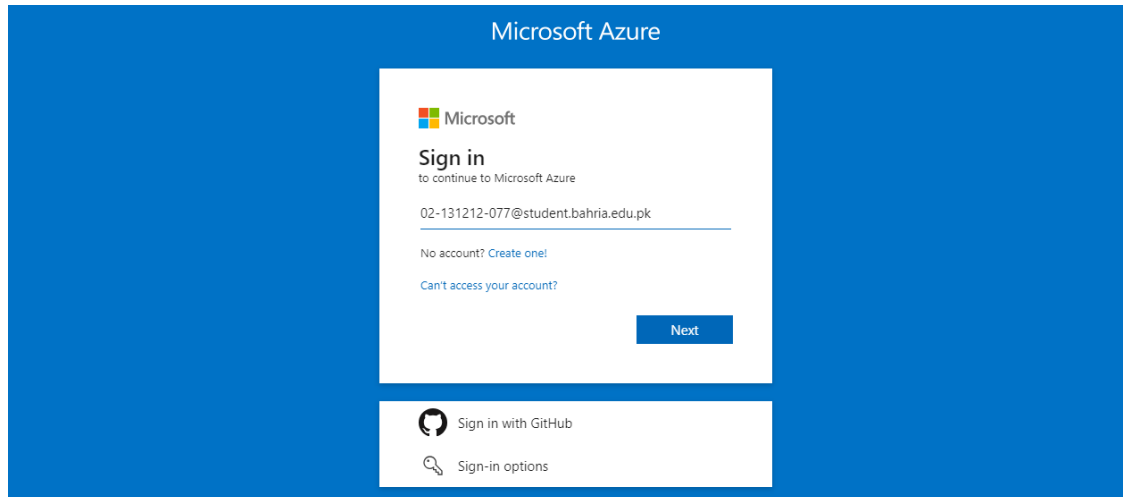 Microsoft Azure
Microsoft
Sign in
to continue to Microsoft Azure
02-131212-077@student.bahria.edu.pk
No account? Create one!
Can't access your account?
Next
Sign in with GitHub
Sign-in options